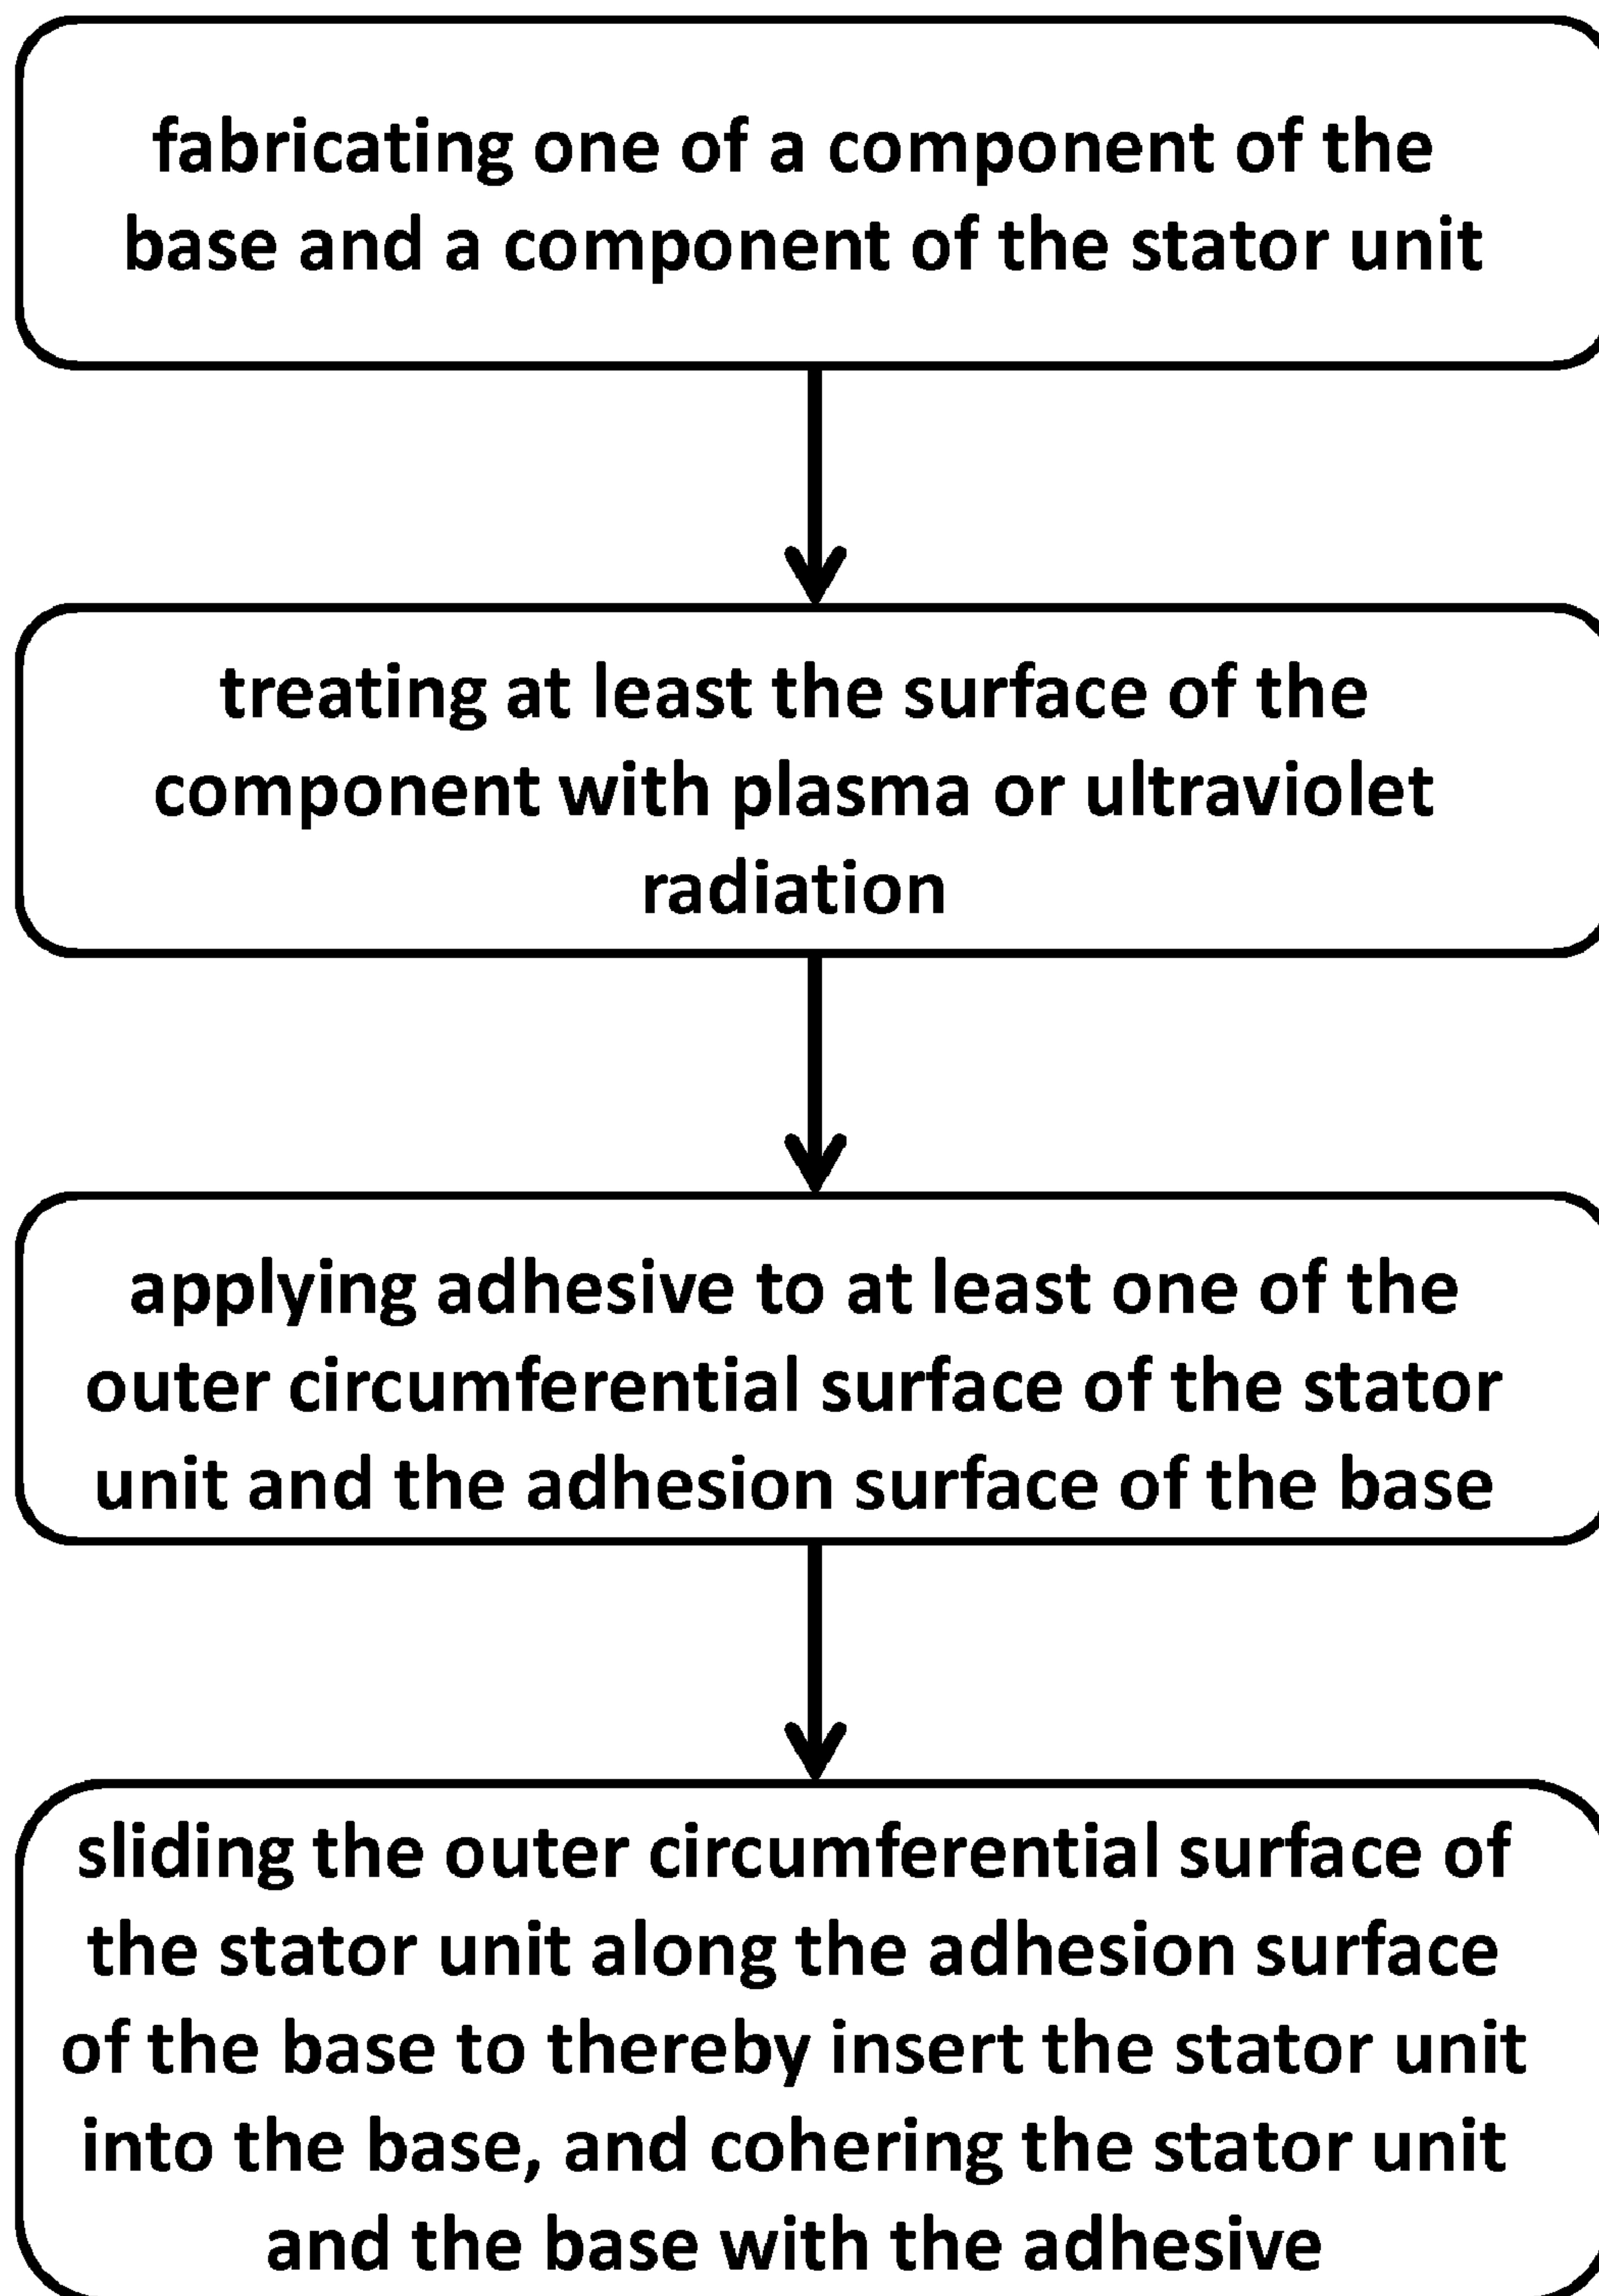 fabricating one of a component of the
base and a component of the stator unit
treating at least the surface of the
component with plasma or ultraviolet
radiation
applying adhesive to at least one of the
outer circumferential surface of the stator
unit and the adhesion surface of the base
sliding the outer circumferential surface of
the stator unit along the adhesion surface
of the base to thereby insert the stator unit
into the base, and cohering the stator unit
and the base with the adhesive